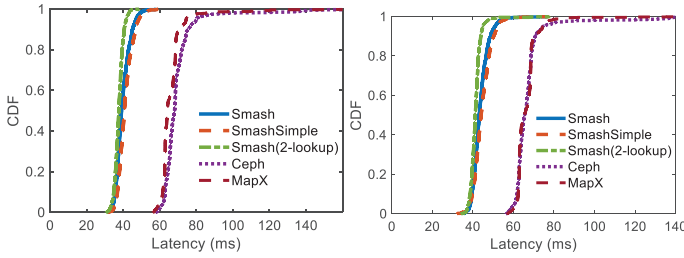 1
0.8
0.6
0.4
0.2
0
CDF
0 20 40 60 80 100 120 140
Latency (ms)
Smash
SmashSimple
Smash(2-lookup)
Ceph
MapX
1
0.8
0.6
0.4
0.2
0
CDF
0 20 40 60 80 100 120 140
Latency (ms)
Smash
SmashSimple
Smash(2-lookup)
Ceph
MapX